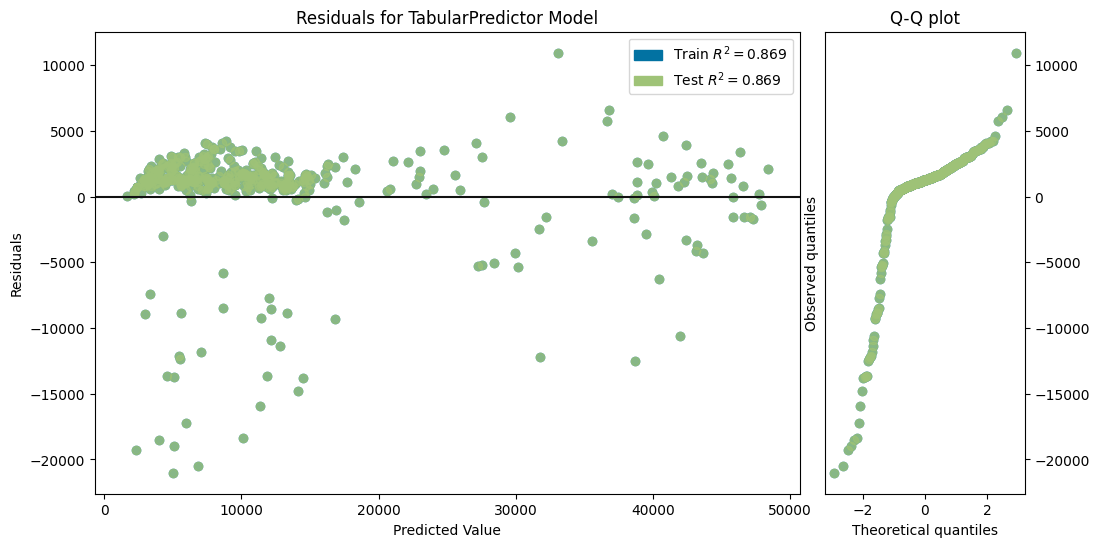 Residuals for TabularPredictor Model
Train R² = 0.869
Test R² = 0.869
10000
5000
0
−5000
−10000
−15000
−20000
Residuals
0
10000
20000
30000
40000
50000
Predicted Value
Q-Q plot
Observed quantiles
10000
5000
0
−5000
−10000
−15000
−20000
−2
0
2
Theoretical quantiles